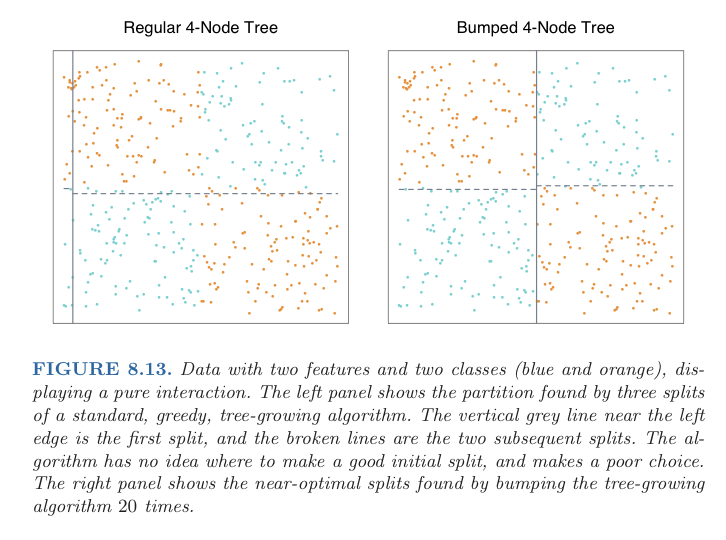 Regular 4-Node Tree
Bumped 4-Node Tree
FIGURE 8.13. Data with two features and two classes (blue and orange), dis-
playing a pure interaction. The left panel shows the partition found by three splits
of a standard, greedy, tree-growing algorithm. The vertical grey line near the left
edge is the first split, and the broken lines are the two subsequent splits. The al-
gorithm has no idea where to make a good initial split, and makes a poor choice.
The right panel shows the near-optimal splits found by bumping the tree-growing
algorithm 20 times.